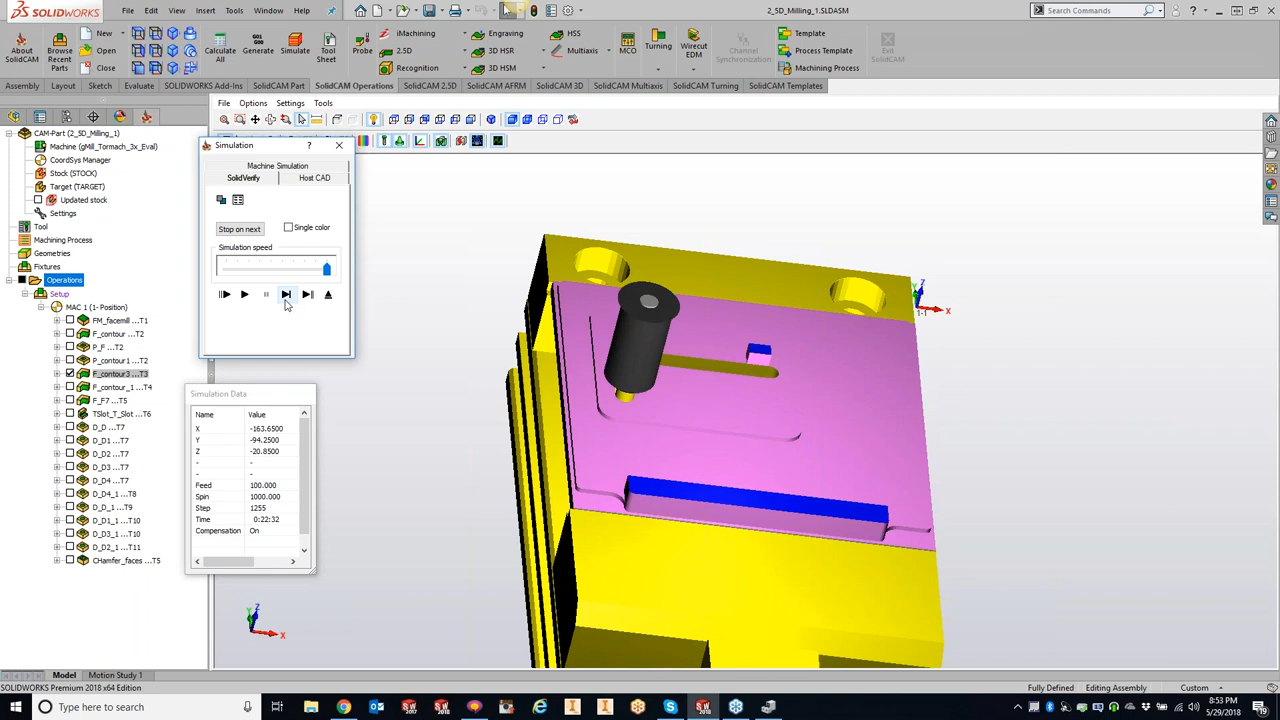 SOLIDWORKS
File Edit View Insert Tools Window Help
2_5D_Milling_1.SLDASM
Search Commands
About SolidCAM
Browse Recent Parts
New
Open
Close
Calculate All
Generate
Simulate
Tool Sheet
Probe
iMachining
2.5D
Recognition
Engraving
3D HSR
3D HSM
HSS
Multiaxis
MCO
Turning
Wirecut EDM
Channel Synchronization
Template
Process Template
Machining Process
Exit SolidCAM
Assembly Layout Sketch Evaluate SOLIDWORKS Add-Ins SolidCAM Part SolidCAM Operations SolidCAM 2.5D SolidCAM AFRM SolidCAM 3D SolidCAM Multiaxis SolidCAM Turning SolidCAM Templates
File Options Settings Tools
CAM-Part (2_5D_Milling_1)
Machine (gMill_Tormach_3x_Eval)
CoordSys Manager
Stock (STOCK)
Target (TARGET)
Updated stock
Settings
Tool
Machining Process
Geometries
Fixtures
Operations
Setup
MAC 1 (1- Position)
FM_facemill ...T1
F_contour ...T2
P_F ...T2
P_contour1 ...T2
F_contour3 ...T3
F_contour_1 ...T4
F_F7 ...T5
TSlot_T_Slot ...T6
D_D ...T7
D_D1 ...T7
D_D2 ...T7
D_D3 ...T7
D_D4 ...T7
D_D4_1 ...T8
D_D_1 ...T9
D_D1_1 ...T10
D_D3_1 ...T10
D_D2_1 ...T11
CHamfer_faces ...T5
Simulation ?
Machine Simulation
SolidVerify Host CAD
Stop on next Single color
Simulation speed
Simulation Data
Name Value
X -163.6500
Y -94.2500
Z -20.8500
- -
- -
Feed 100.000
Spin 1000.000
Step 1255
Time 0:22:32
Compensation On
Z
X
1-1
Y Z
X
Model Motion Study 1
SOLIDWORKS Premium 2018 x64 Edition
Fully Defined Editing Assembly Custom
Type here to search
8:53 PM
5/29/2018